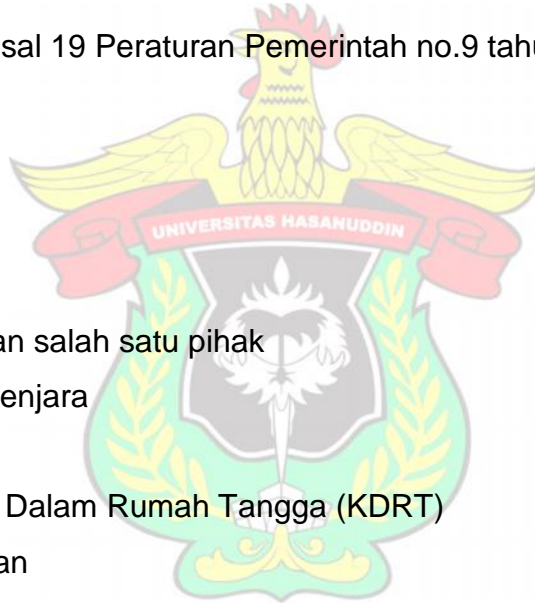 sal 19 Peraturan Pemerintah no.9 tahu
UNIVERSITAS HASANUDDIN
an salah satu pihak
enjara
Dalam Rumah Tangga (KDRT)
an